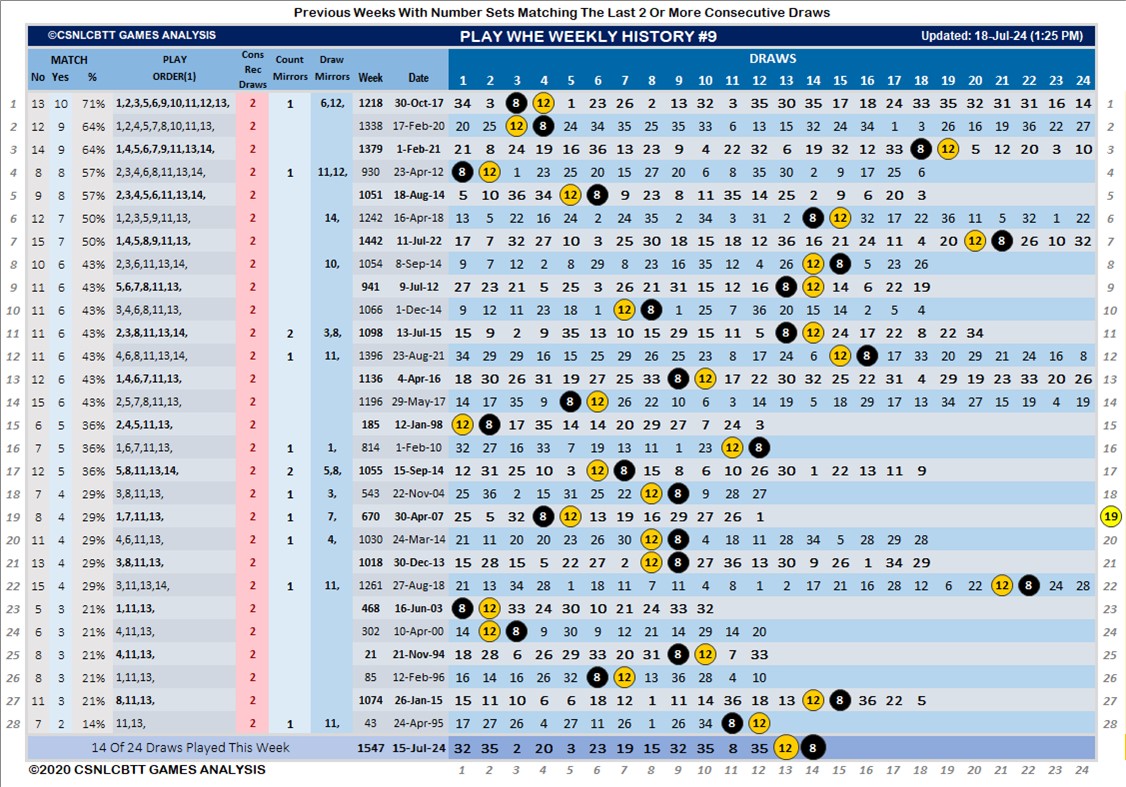 Previous Weeks With Number Sets Matching The Last 2 Or More Consecutive Draws
©CSNLCBTT GAMES ANALYSIS PLAY WHE WEEKLY HISTORY #9 Updated: 18-Jul-24 (1:25 PM)
MATCH PLAY Cons Count Draw DRAWS
No Yes % ORDER(1) Rec Draws Mirrors Mirrors Week Date 1 2 3 4 5 6 7 8 9 10 11 12 13 14 15 16 17 18 19 20 21 22 23 24
1 13 10 71% 1,2,3,5,6,9,10,11,12,13, 2 1 6,12, 1218 30-Oct-17 34 3 8 12 1 23 26 2 13 32 3 35 30 35 17 18 24 33 35 32 31 31 16 14 1
2 12 9 64% 1,2,4,5,7,8,10,11,13, 2 1338 17-Feb-20 20 25 12 8 24 34 35 25 35 33 6 13 15 32 24 34 1 3 26 16 19 36 22 27 2
3 14 9 64% 1,4,5,6,7,9,11,13,14, 2 1379 1-Feb-21 21 8 24 19 16 36 13 23 9 4 22 32 6 19 32 12 33 8 12 5 12 20 3 10 3
4 8 8 57% 2,3,4,6,8,11,13,14, 2 1 11,12, 930 23-Apr-12 8 12 1 23 25 20 15 27 20 6 8 35 30 2 9 17 25 6 4
5 9 8 57% 2,3,4,5,6,11,13,14, 2 1051 18-Aug-14 5 10 36 34 12 8 9 23 8 11 35 14 25 2 9 6 20 3 5
6 12 7 50% 1,2,3,5,9,11,13, 2 14, 1242 16-Apr-18 13 5 22 16 24 2 24 35 2 34 3 31 2 8 12 32 17 22 36 11 5 32 1 22 6
7 15 7 50% 1,4,5,8,9,11,13, 2 1442 11-Jul-22 17 7 32 27 10 3 25 30 18 15 18 12 36 16 21 24 11 4 20 12 8 26 10 32 7
8 10 6 43% 2,3,6,11,13,14, 2 10, 1054 8-Sep-14 9 7 12 2 8 29 8 23 16 35 12 4 26 12 8 5 23 26 8
9 11 6 43% 5,6,7,8,11,13, 2 941 9-Jul-12 27 23 21 5 25 3 26 21 31 15 12 16 8 12 14 6 22 19 9
10 11 6 43% 3,4,6,8,11,13, 2 1066 1-Dec-14 9 12 11 23 18 1 12 8 1 25 7 36 20 15 14 2 5 4 10
11 11 6 43% 2,3,8,11,13,14, 2 2 3,8, 1098 13-Jul-15 15 9 2 9 35 13 10 15 29 15 11 5 8 12 24 17 22 8 22 34 11
12 11 6 43% 4,6,8,11,13,14, 2 1 11, 1396 23-Aug-21 34 29 29 16 15 25 29 26 25 23 8 17 24 6 12 8 17 33 20 29 21 24 16 8 12
13 12 6 43% 1,4,6,7,11,13, 2 1136 4-Apr-16 18 30 26 31 19 27 25 33 8 12 17 22 30 32 25 22 31 4 29 19 23 33 20 26 13
14 15 6 43% 2,5,7,8,11,13, 2 1196 29-May-17 14 17 35 9 8 12 26 22 10 6 3 14 19 5 18 29 17 20 34 27 15 19 4 19 14
15 6 5 36% 2,4,5,11,13, 2 185 12-Jan-98 12 8 17 35 14 14 20 29 27 7 24 3 15
16 7 5 36% 1,6,7,11,13, 2 1 1, 814 1-Feb-10 32 27 16 33 7 19 13 11 1 23 12 8 16
17 12 5 36% 5,8,11,13,14, 2 2 5,8, 1055 15-Sep-14 12 31 25 10 3 12 8 15 8 6 10 26 30 1 22 13 11 9 17
18 7 4 29% 3,8,11,13, 2 1 3, 543 22-Nov-04 25 36 2 15 31 25 22 12 8 9 28 27 18
19 8 4 29% 1,7,11,13, 2 1 7, 670 30-Apr-07 25 5 32 8 12 13 19 16 29 27 26 1 19
20 11 4 29% 4,6,11,13, 2 1 4, 1030 24-Mar-14 21 11 20 20 23 26 30 12 8 4 18 11 28 34 5 28 29 28 20
21 13 4 29% 3,8,11,13, 2 1018 30-Dec-13 15 28 15 5 22 27 2 12 8 27 36 13 30 9 26 1 34 29 21
22 15 4 29% 3,11,13,14, 2 1 11, 1261 27-Aug-18 21 13 34 28 1 18 11 7 11 4 8 1 2 17 21 16 28 12 6 22 12 8 24 28 22
23 5 3 21% 1,11,13, 2 468 16-Jun-03 8 12 33 24 30 10 21 24 33 32 23
24 6 3 21% 4,11,13, 2 302 10-Apr-00 14 12 8 9 30 9 12 21 14 29 14 20 24
25 8 3 21% 4,11,13, 2 21 21-Nov-94 18 28 6 26 29 33 20 31 8 12 7 33 25
26 8 3 21% 1,11,13, 2 85 12-Feb-96 16 14 16 26 32 8 12 13 36 28 4 10 26
27 11 3 21% 8,11,13, 2 1074 26-Jan-15 15 11 10 6 6 18 12 1 11 14 36 18 13 12 8 36 22 5 27
28 7 2 14% 11,13, 2 1 11, 43 24-Apr-95 17 27 26 4 27 11 26 1 26 34 8 12 28
14 Of 24 Draws Played This Week 1547 15-Jul-24 32 35 2 20 3 23 19 15 32 35 8 35 12 8
©2020 CSNLCBTT GAMES ANALYSIS 1 2 3 4 5 6 7 8 9 10 11 12 13 14 15 16 17 18 19 20 21 22 23 24